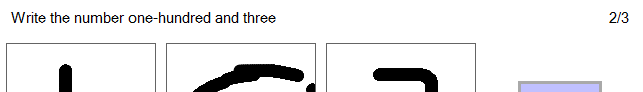 Write the number one-hundred and three 2/3